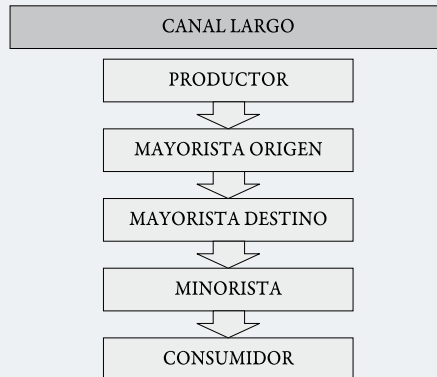 CANAL LARGO
PRODUCTOR
MAYORISTA ORIGEN
MAYORISTA DESTINO
MINORISTA
CONSUMIDOR